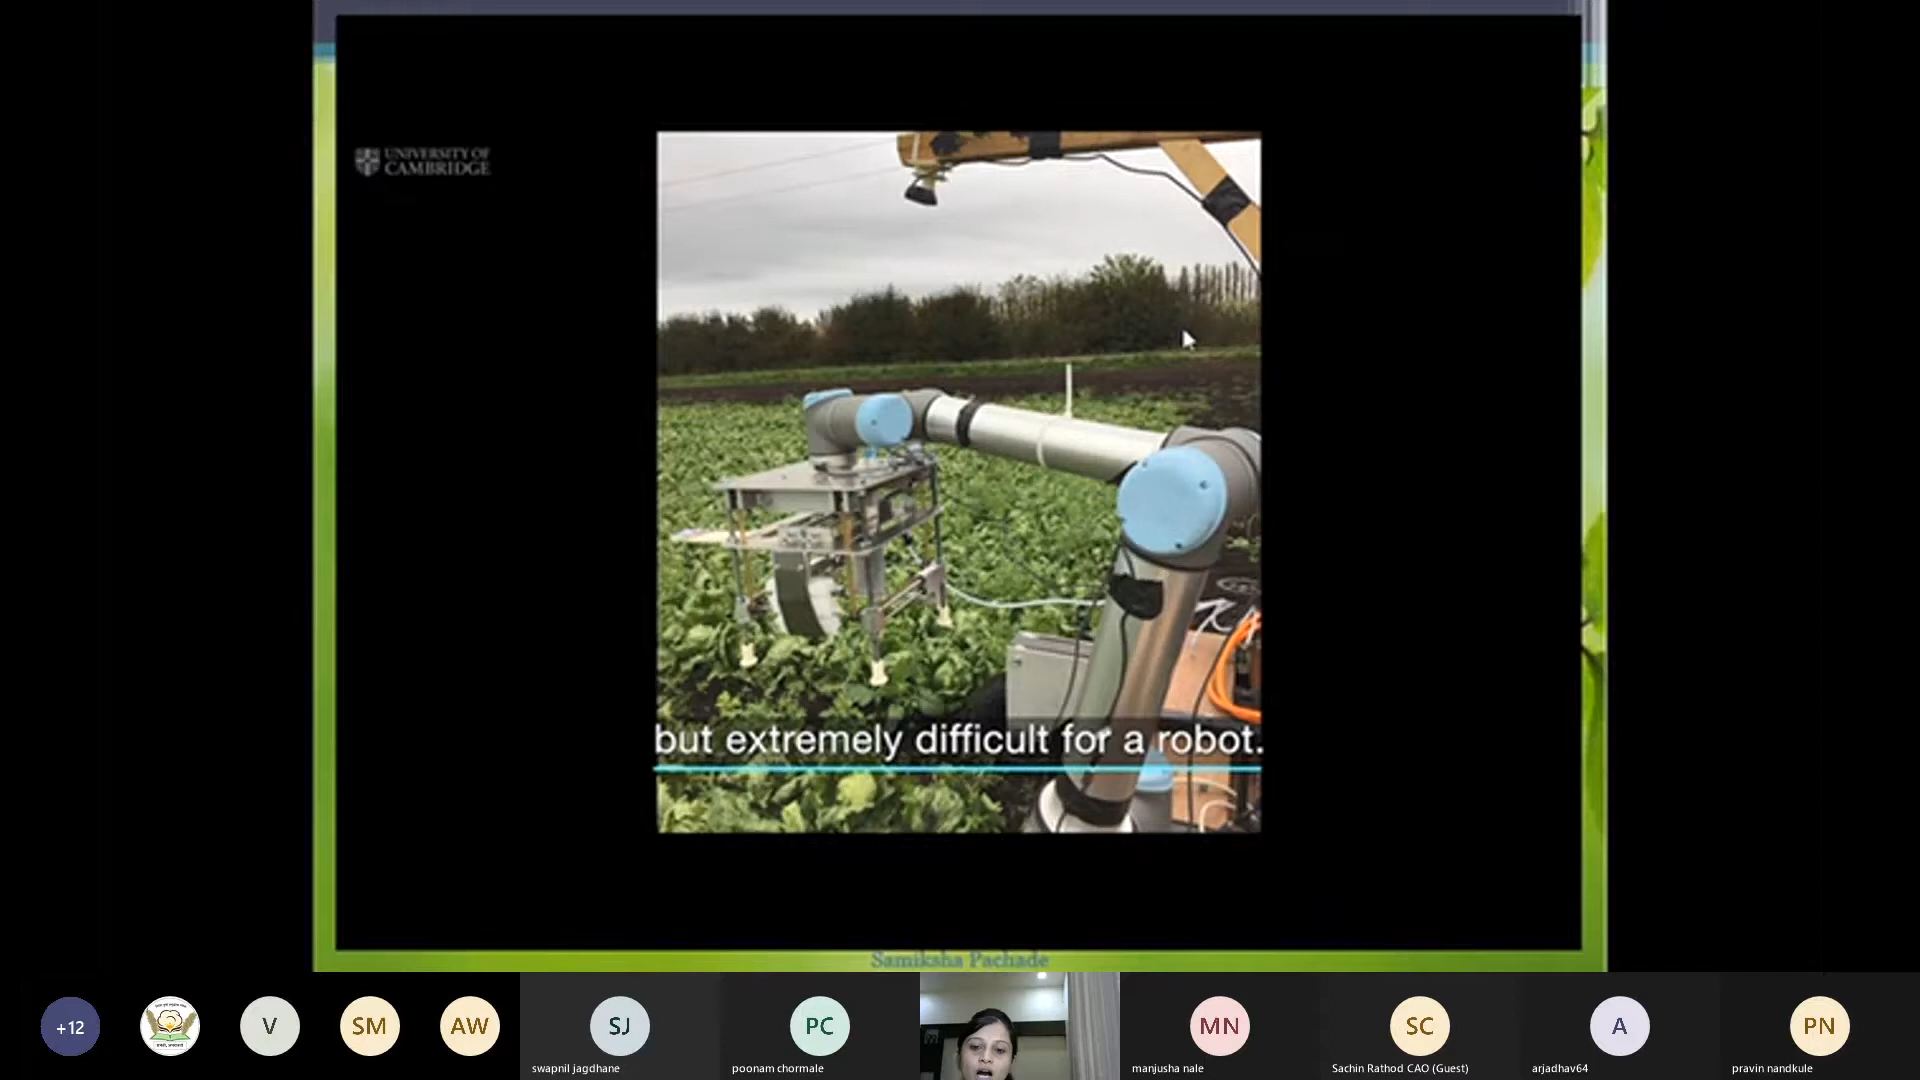 UNIVERSITY OF
CAMBRIDGE
but extremely difficult for a robot.
Samiksha Pachade
+12
V
SM
AW
SJ
swapnil jagdhane
PC
poonam chormale
MN
manjusha nale
SC
Sachin Rathod CAO (Guest)
A
arjadhav64
PN
pravin nandkule